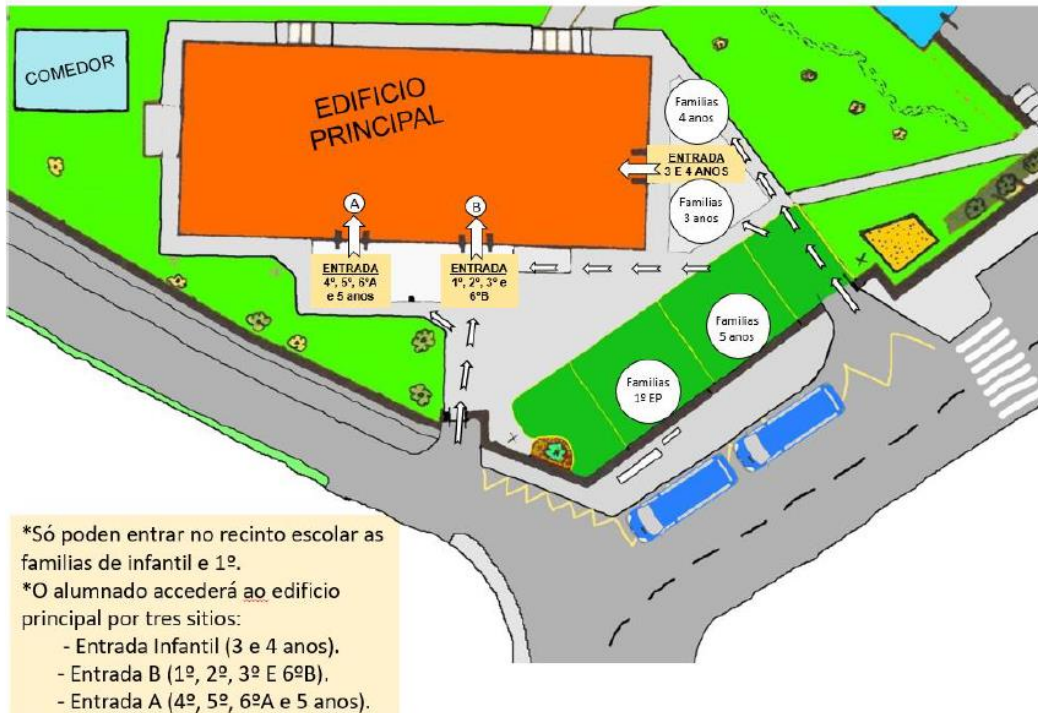 COMEDOR
EDIFICIO
PRINCIPAL
Familias
4 anos
ENTRADA
3 E 4 ANOS
Familias
3 anos
A
B
ENTRADA
4º, 5º, 6ºA
e 5 anos
ENTRADA
1º, 2º, 3º e
6ºB
Familias
5 anos
Familias
1º EP
*Só poden entrar no recinto escolar as
familias de infantil e 1º.
*O alumnado accederá ao edificio
principal por tres sitios:
- Entrada Infantil (3 e 4 anos).
- Entrada B (1º, 2º, 3º E 6ºB).
- Entrada A (4º, 5º, 6ºA e 5 anos).